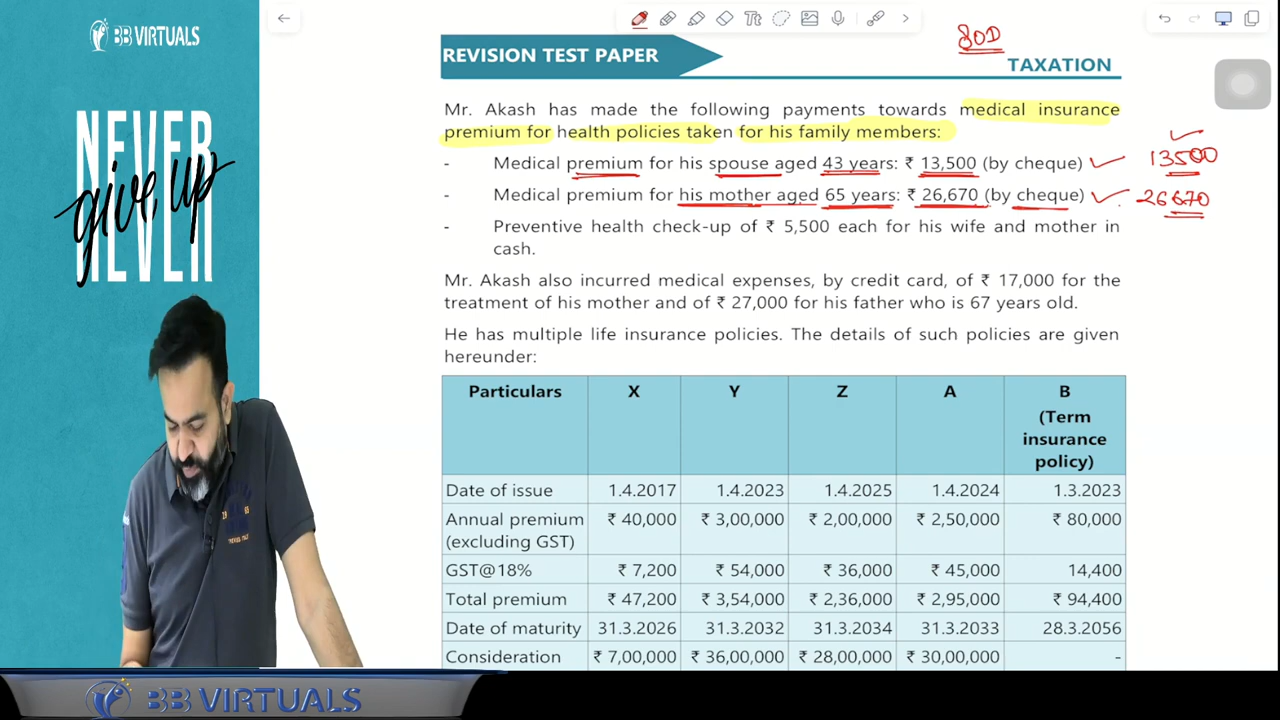 BB VIRTUALS
NEVER
give up
NEVER
80D
REVISION TEST PAPER
TAXATION
Mr. Akash has made the following payments towards medical insurance
premium for health policies taken for his family members:
- Medical premium for his spouse aged 43 years: ₹ 13,500 (by cheque) 13500
- Medical premium for his mother aged 65 years: ₹ 26,670 (by cheque) 26670
- Preventive health check-up of ₹ 5,500 each for his wife and mother in
cash.
Mr. Akash also incurred medical expenses, by credit card, of ₹ 17,000 for the
treatment of his mother and of ₹ 27,000 for his father who is 67 years old.
He has multiple life insurance policies. The details of such policies are given
hereunder:
Particulars X Y Z A B
(Term
insurance
policy)
Date of issue 1.4.2017 1.4.2023 1.4.2025 1.4.2024 1.3.2023
Annual premium ₹ 40,000 ₹ 3,00,000 ₹ 2,00,000 ₹ 2,50,000 ₹ 80,000
(excluding GST)
GST@18% ₹ 7,200 ₹ 54,000 ₹ 36,000 ₹ 45,000 14,400
Total premium ₹ 47,200 ₹ 3,54,000 ₹ 2,36,000 ₹ 2,95,000 ₹ 94,400
Date of maturity 31.3.2026 31.3.2032 31.3.2034 31.3.2033 28.3.2056
Consideration ₹ 7,00,000 ₹ 36,00,000 ₹ 28,00,000 ₹ 30,00,000 -
BB VIRTUALS